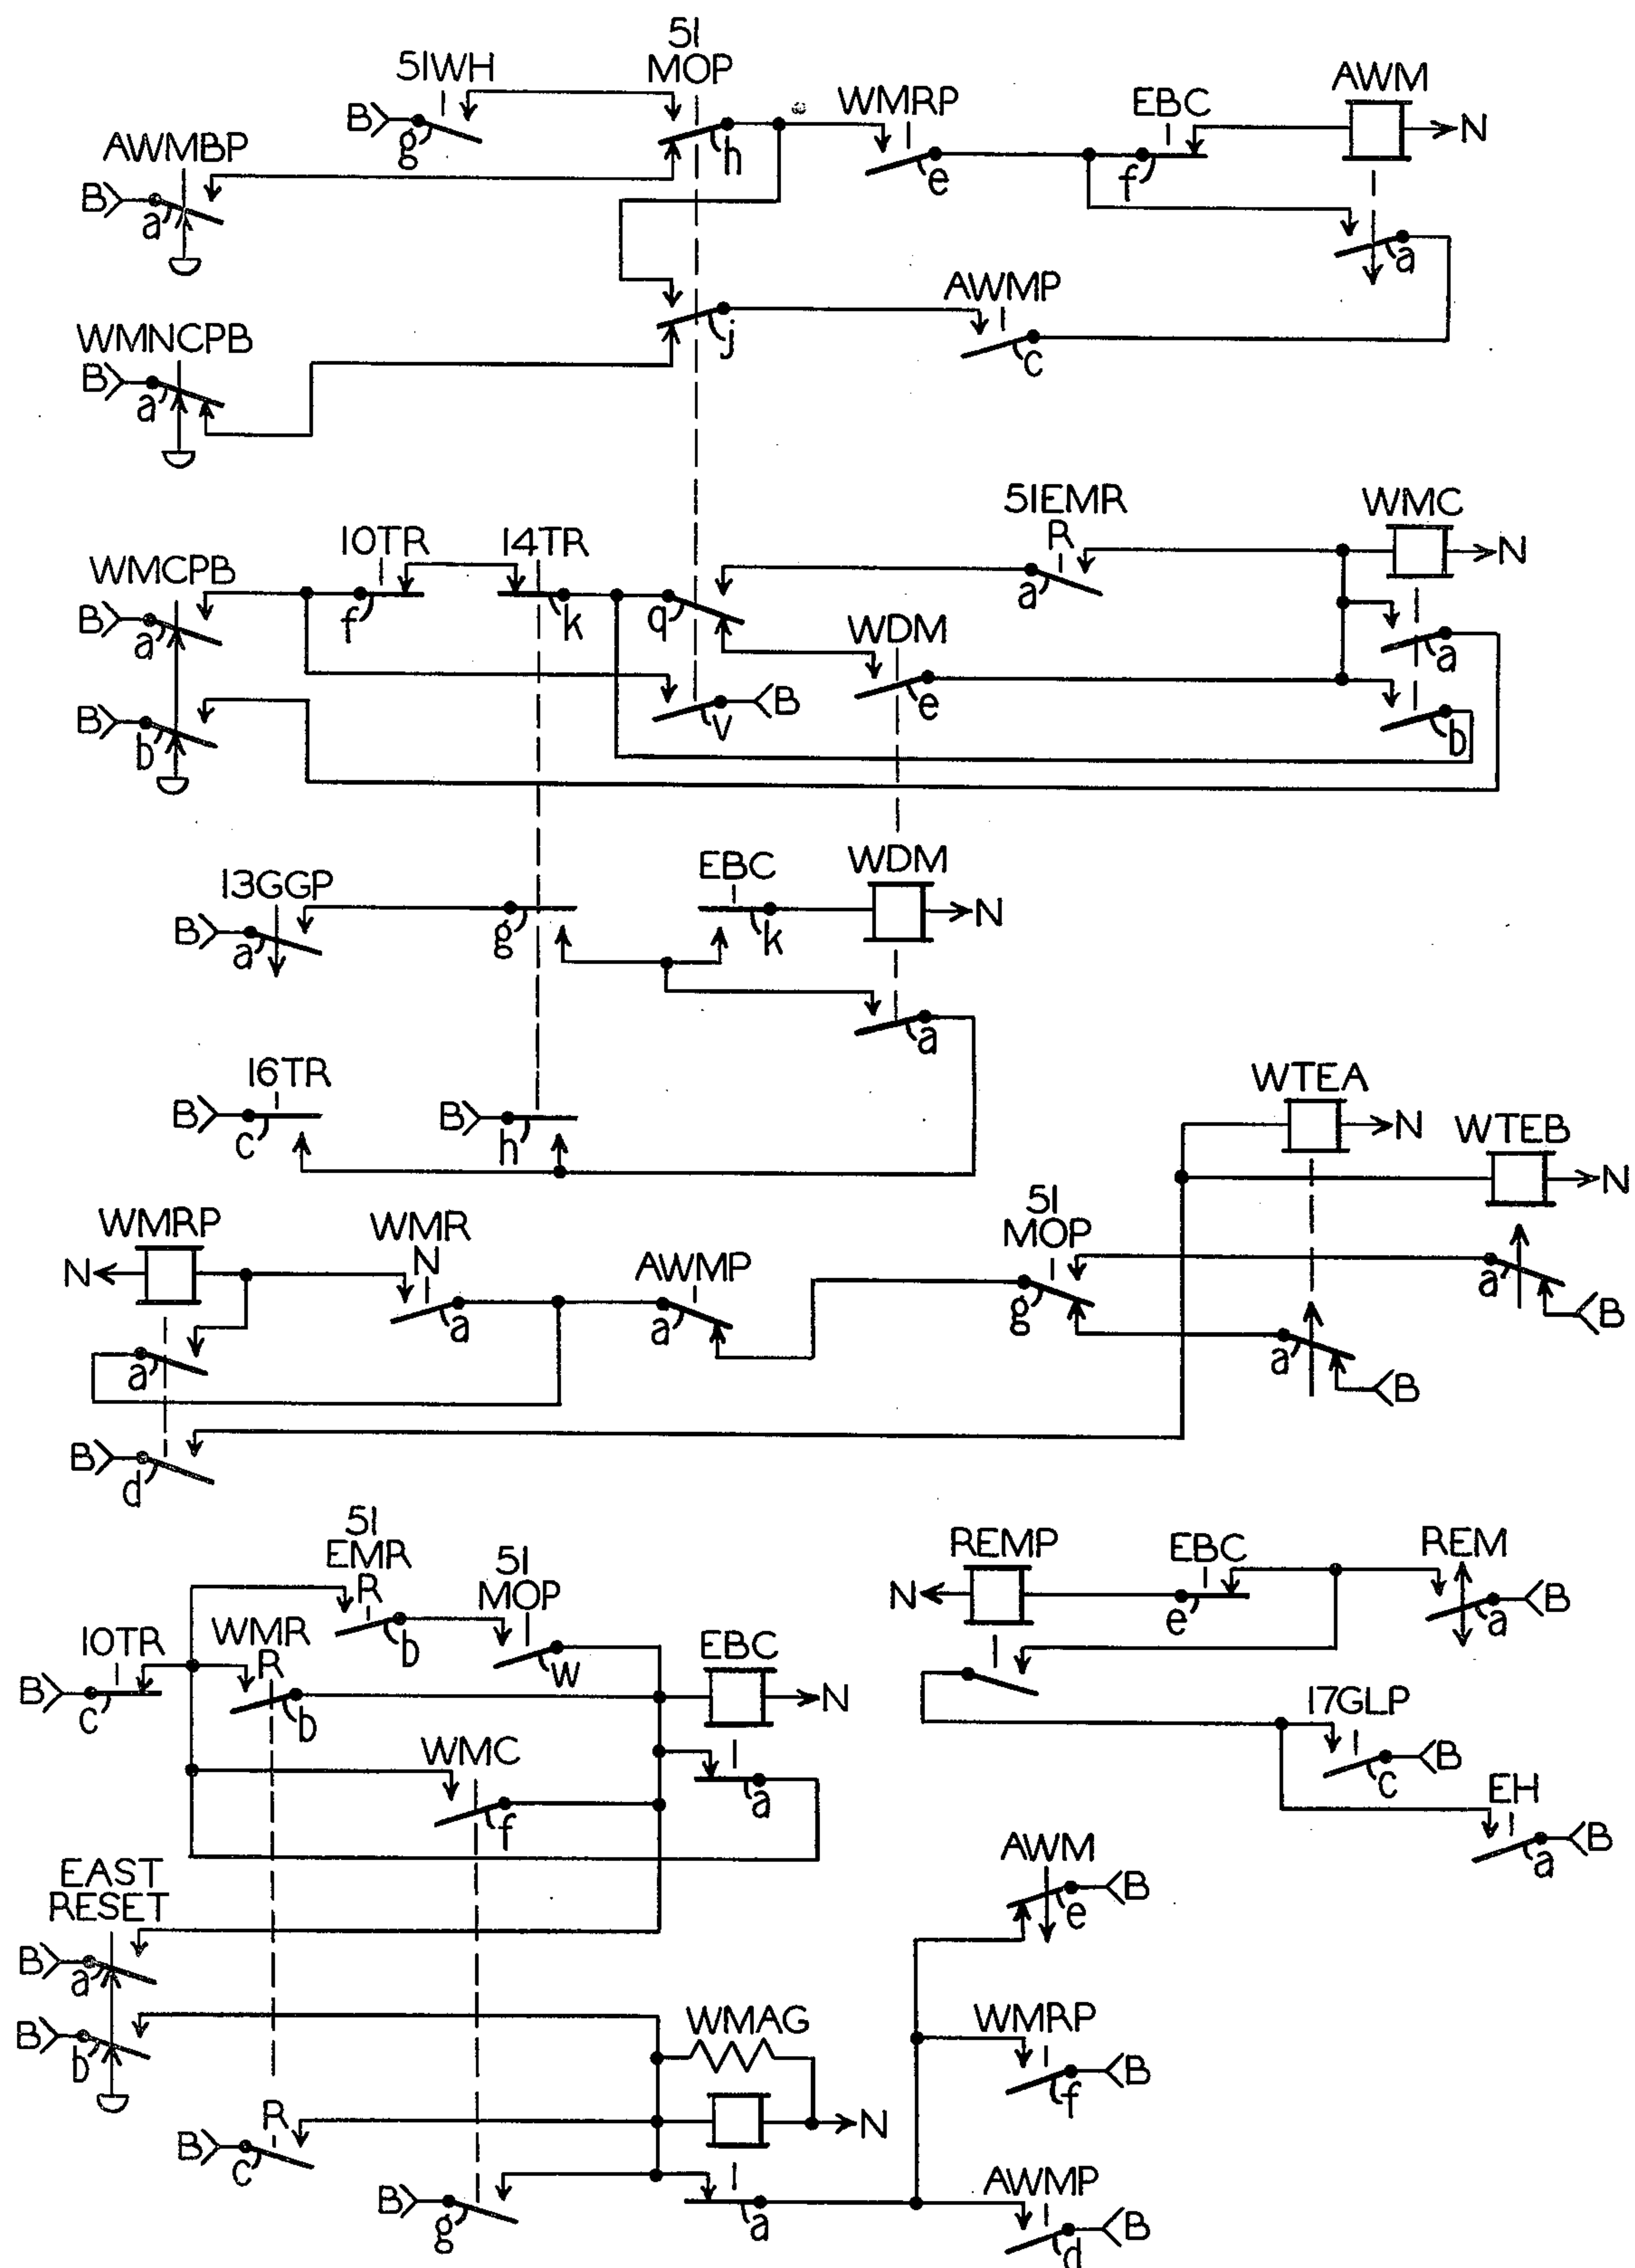 51
MOP
51WH
B
g
h
WMRP
e
EBC
f
AWM
N
a
AWMBP
B
a
j
AWMP
c
WMNCPB
B
a
51EMR
R
a
WMC
N
a
b
10TR
f
14TR
k
q
WMCPB
B
a
B
b
WDM
e
v
B
13GGP
B
a
g
EBC
k
WDM
N
a
16TR
B
c
B
h
WTEA
N
WTEB
N
51
MOP
g
a
B
a
B
WMRP
N
a
WMR
N
a
AWMP
a
B
d
51
EMR
R
b
51
MOP
w
10TR
B
c
WMR
R
b
EBC
N
a
WMC
f
REMP
N
EBC
e
REM
a
B
17GLP
c
B
EH
a
B
EAST
RESET
B
a
B
b
AWM
e
B
WMAG
N
WMRP
f
B
R
B
c
B
g
a
AWMP
d
B